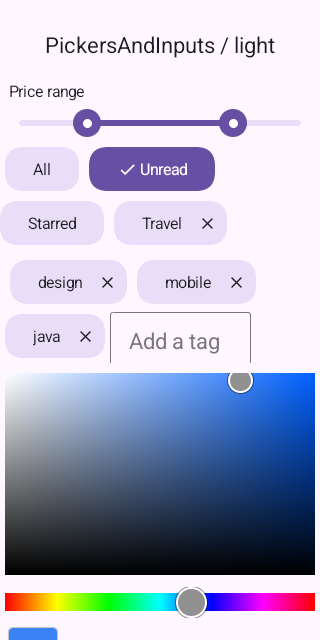 PickersAndInputs / light
Price range
All
Unread
Starred
Travel
design
mobile
java
Add a tag